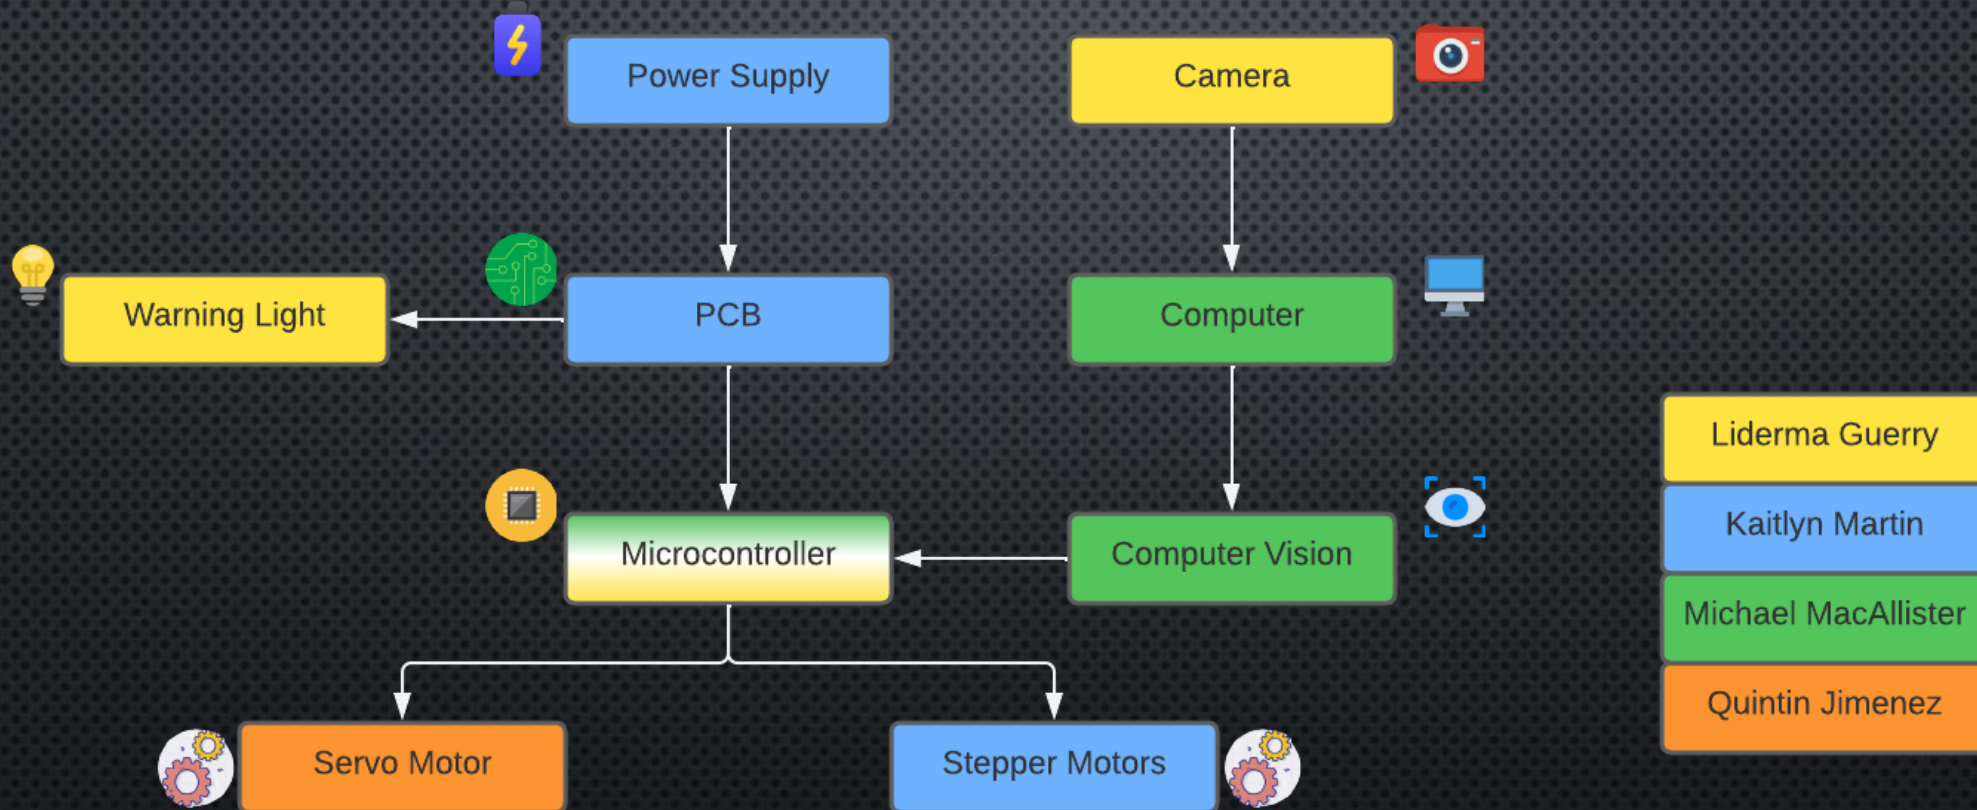 Power Supply
Camera
Warning Light
PCB
Computer
Microcontroller
Computer Vision
Servo Motor
Stepper Motors
Liderma Guerry
Kaitlyn Martin
Michael MacAllister
Quintin Jimenez